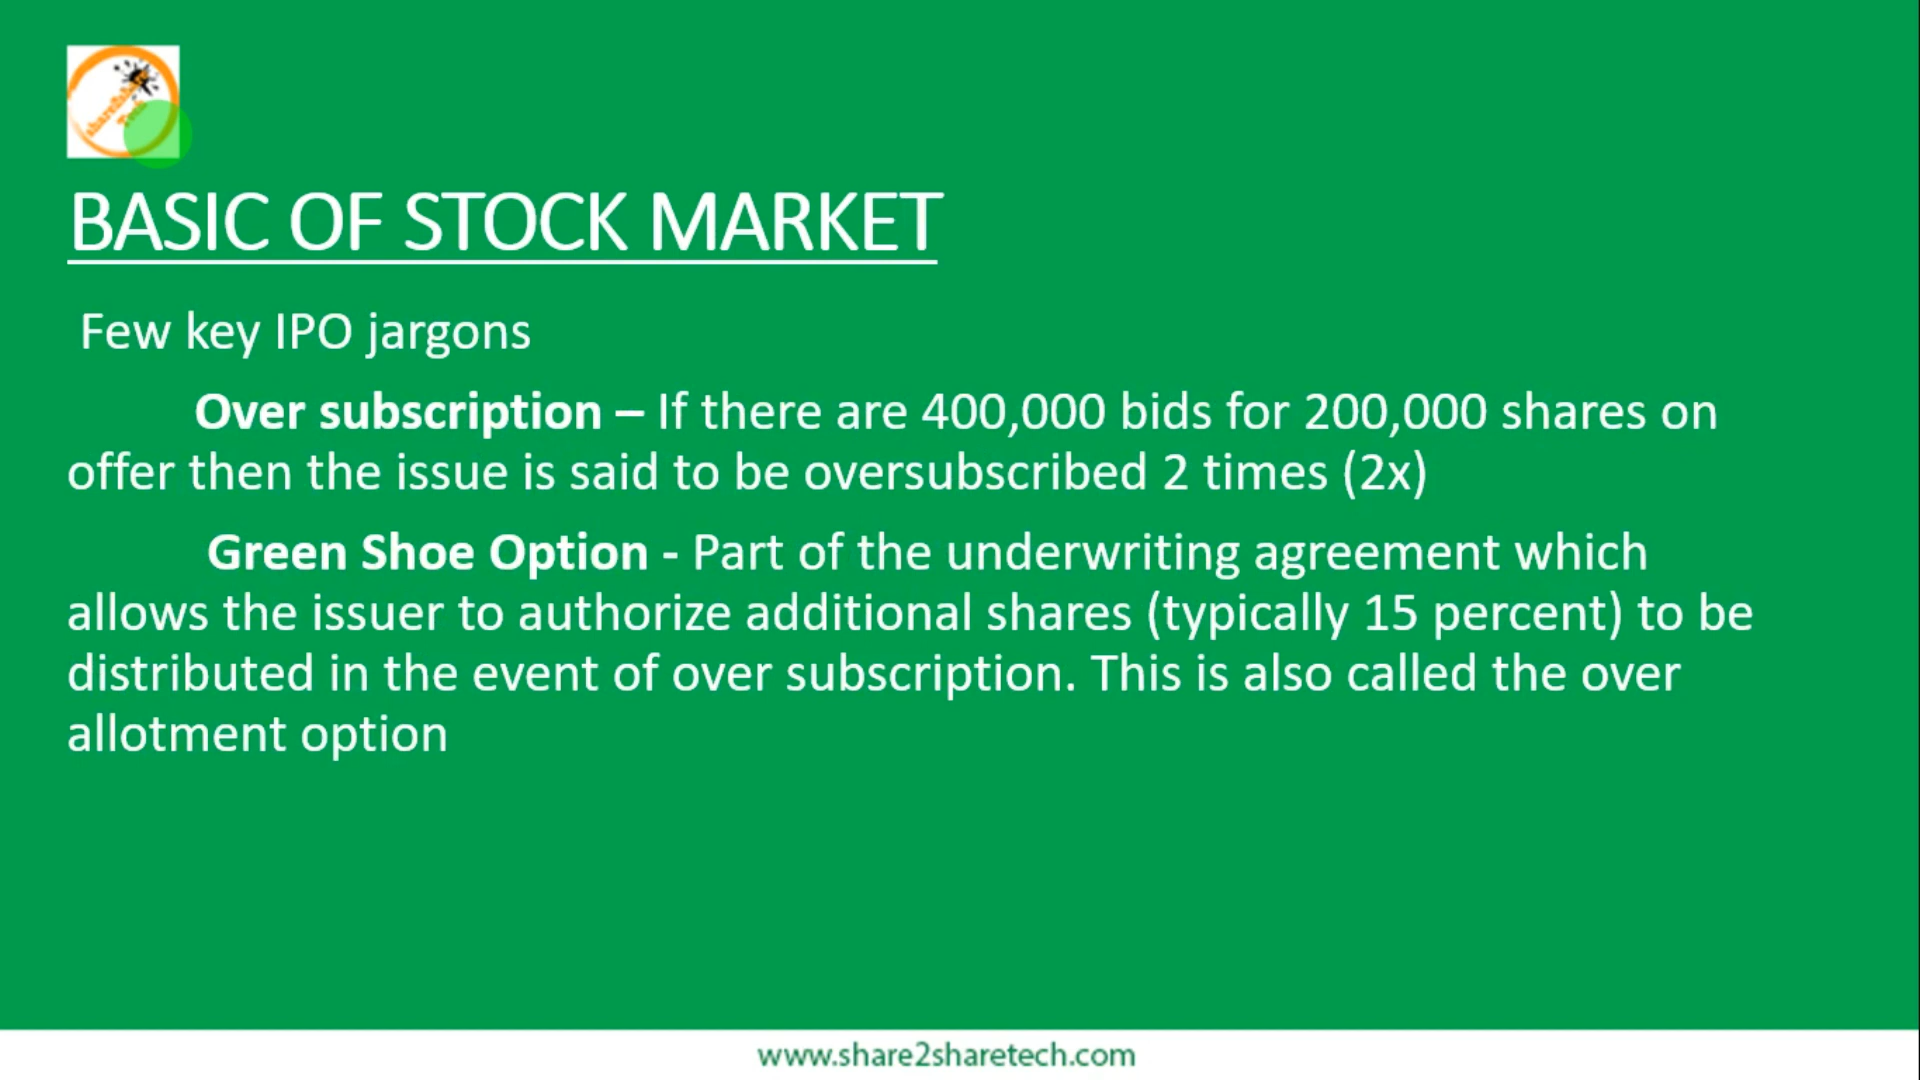 share2share
Tech
BASIC OF STOCK MARKET
Few key IPO jargons
Over subscription – If there are 400,000 bids for 200,000 shares on
offer then the issue is said to be oversubscribed 2 times (2x)
Green Shoe Option - Part of the underwriting agreement which
allows the issuer to authorize additional shares (typically 15 percent) to be
distributed in the event of over subscription. This is also called the over
allotment option
www.share2sharetech.com